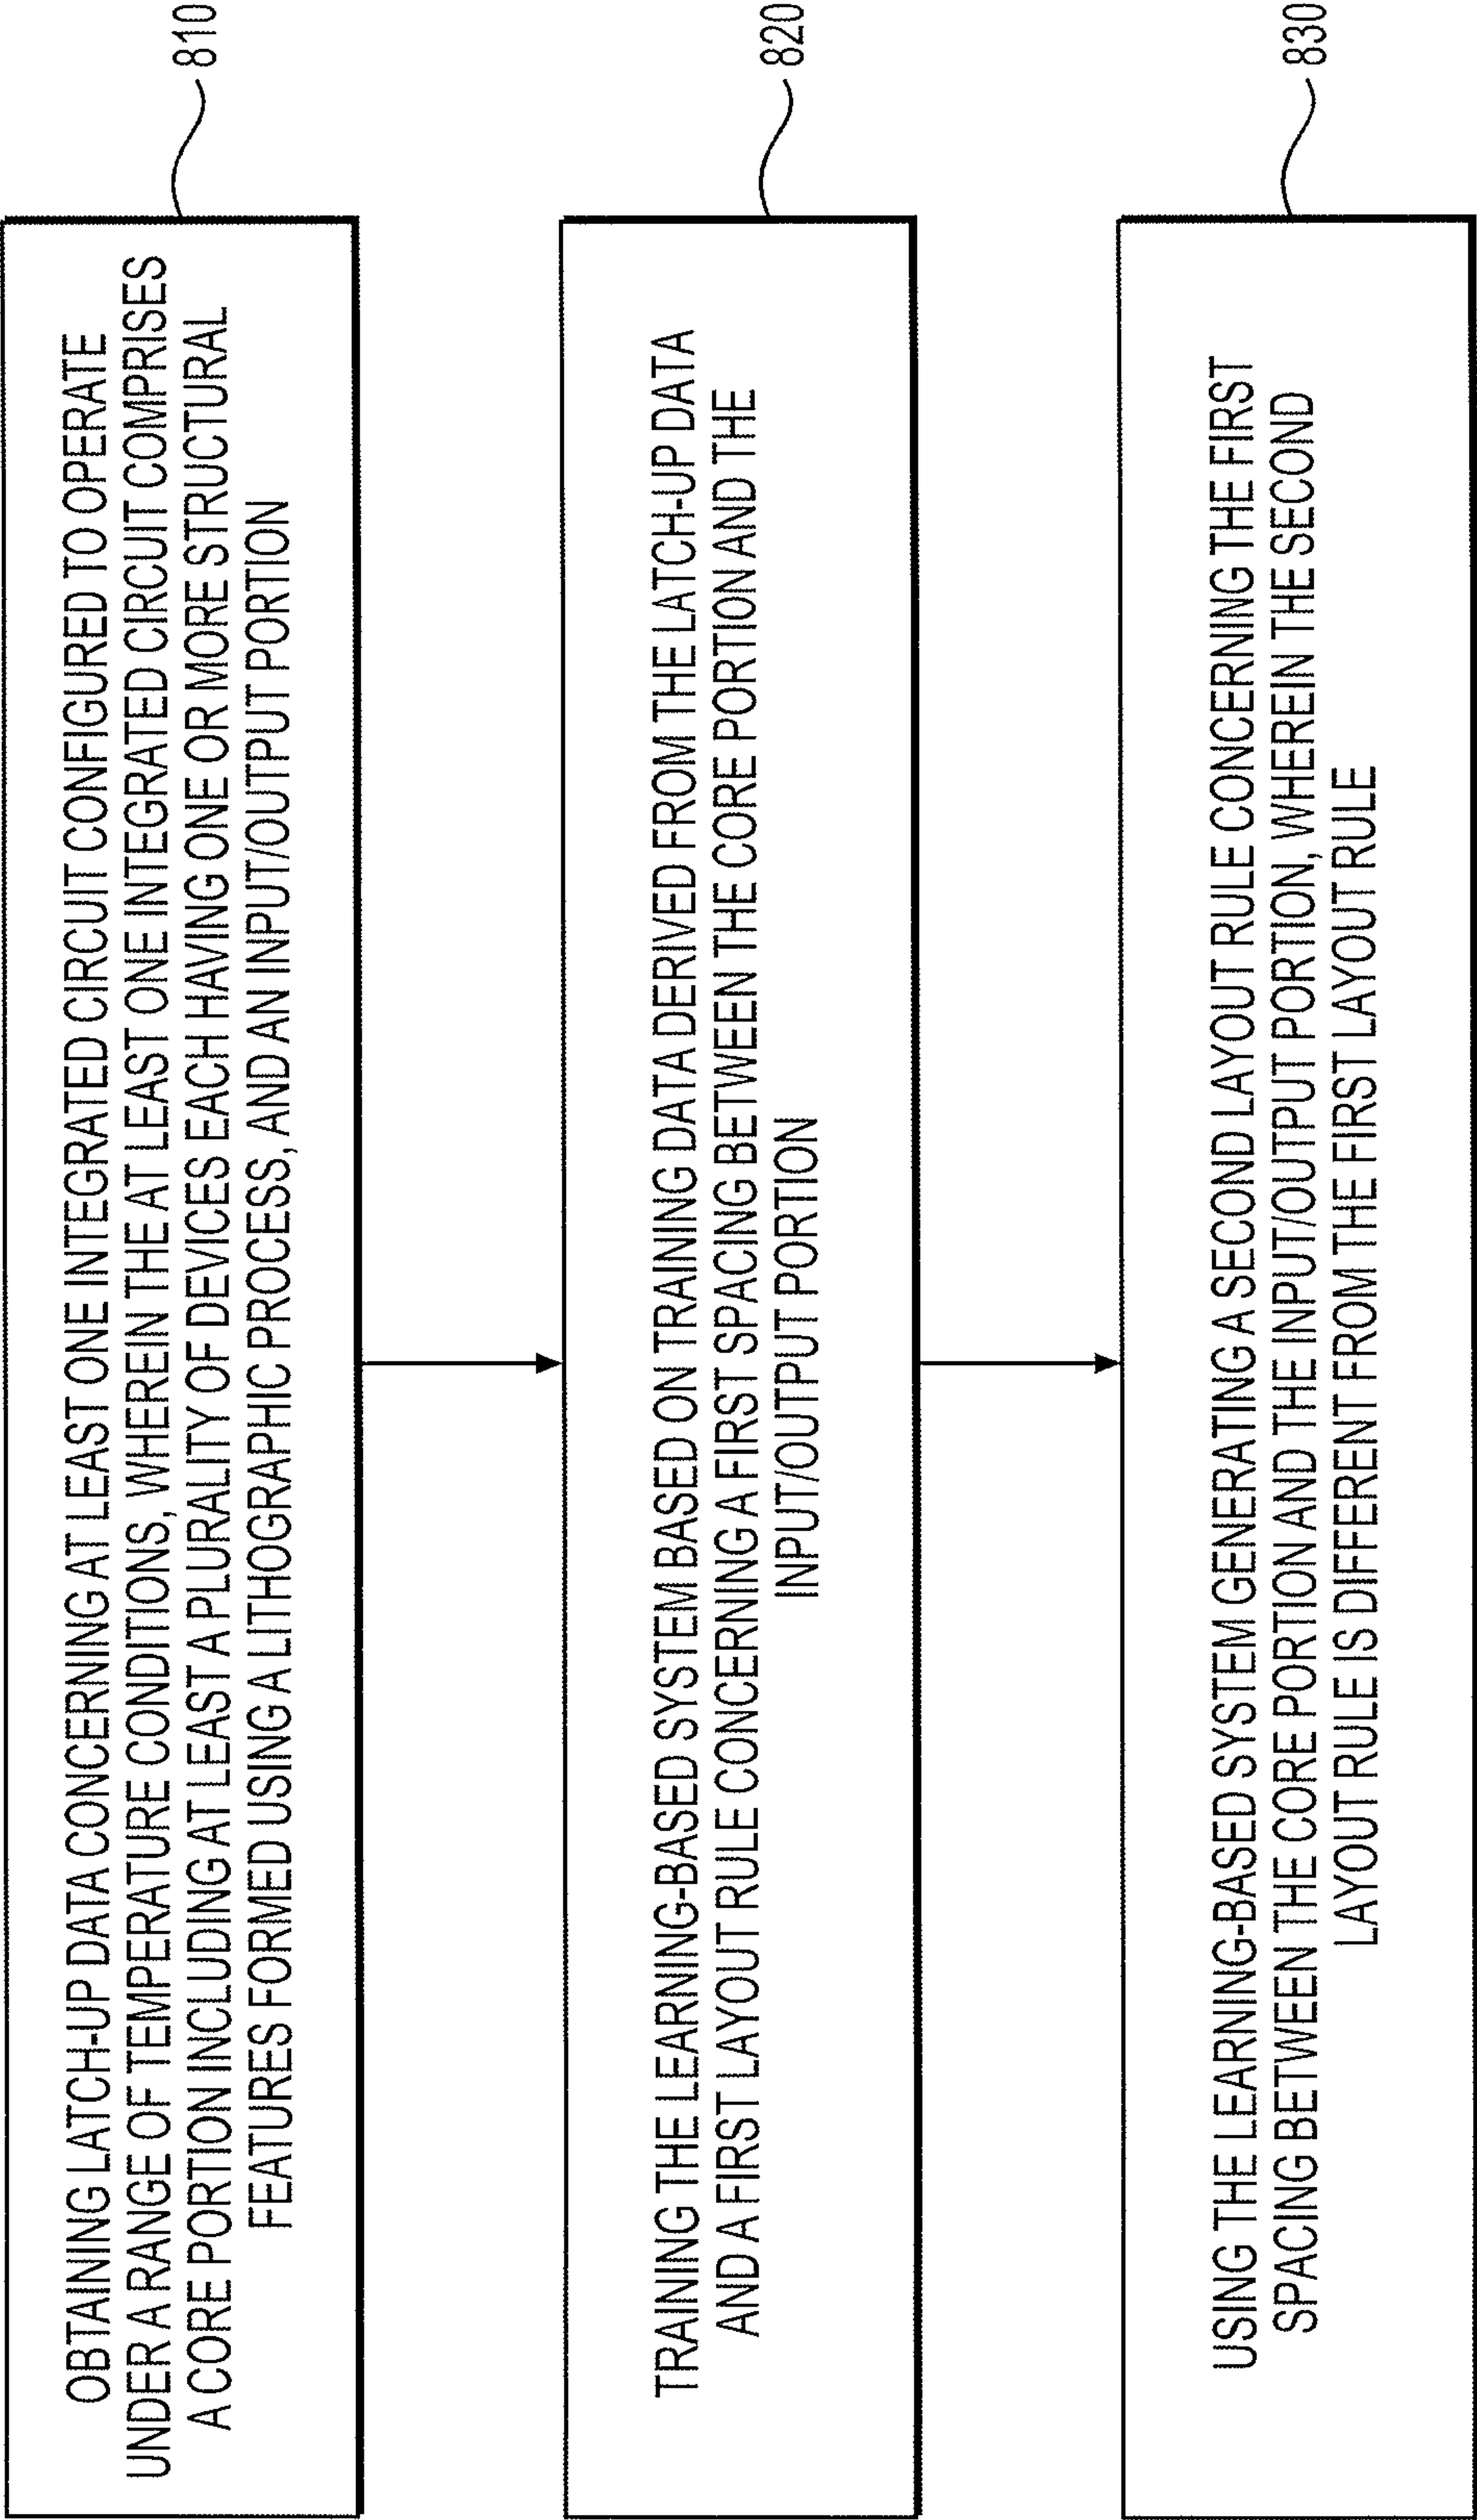 OBTAINING LATCH-UP DATA CONCERNING AT LEAST ONE INTEGRATED CIRCUIT CONFIGURED TO OPERATE
UNDER A RANGE OF TEMPERATURE CONDITIONS, WHEREIN THE AT LEAST ONE INTEGRATED CIRCUIT COMPRISES
A CORE PORTION INCLUDING AT LEAST A PLURALITY OF DEVICES EACH HAVING ONE OR MORE STRUCTURAL
FEATURES FORMED USING A LITHOGRAPHIC PROCESS, AND AN INPUT/OUTPUT PORTION
810
TRAINING THE LEARNING-BASED SYSTEM BASED ON TRAINING DATA DERIVED FROM THE LATCH-UP DATA
AND A FIRST LAYOUT RULE CONCERNING A FIRST SPACING BETWEEN THE CORE PORTION AND THE
INPUT/OUTPUT PORTION
820
USING THE LEARNING-BASED SYSTEM GENERATING A SECOND LAYOUT RULE CONCERNING THE FIRST
SPACING BETWEEN THE CORE PORTION AND THE INPUT/OUTPUT PORTION, WHEREIN THE SECOND
LAYOUT RULE IS DIFFERENT FROM THE FIRST LAYOUT RULE
830